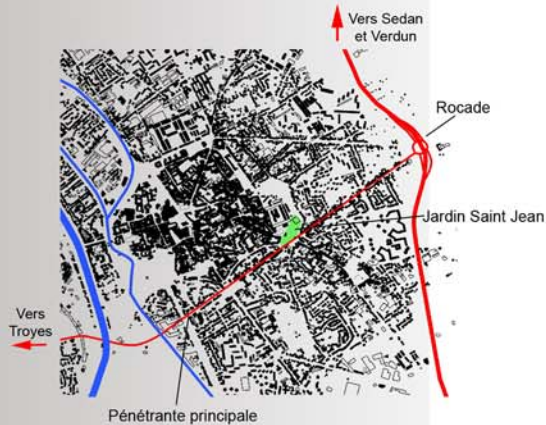 Vers Sedan
et Verdun
Rocade
Jardin Saint Jean
Vers
Troyes
Pénétrante principale